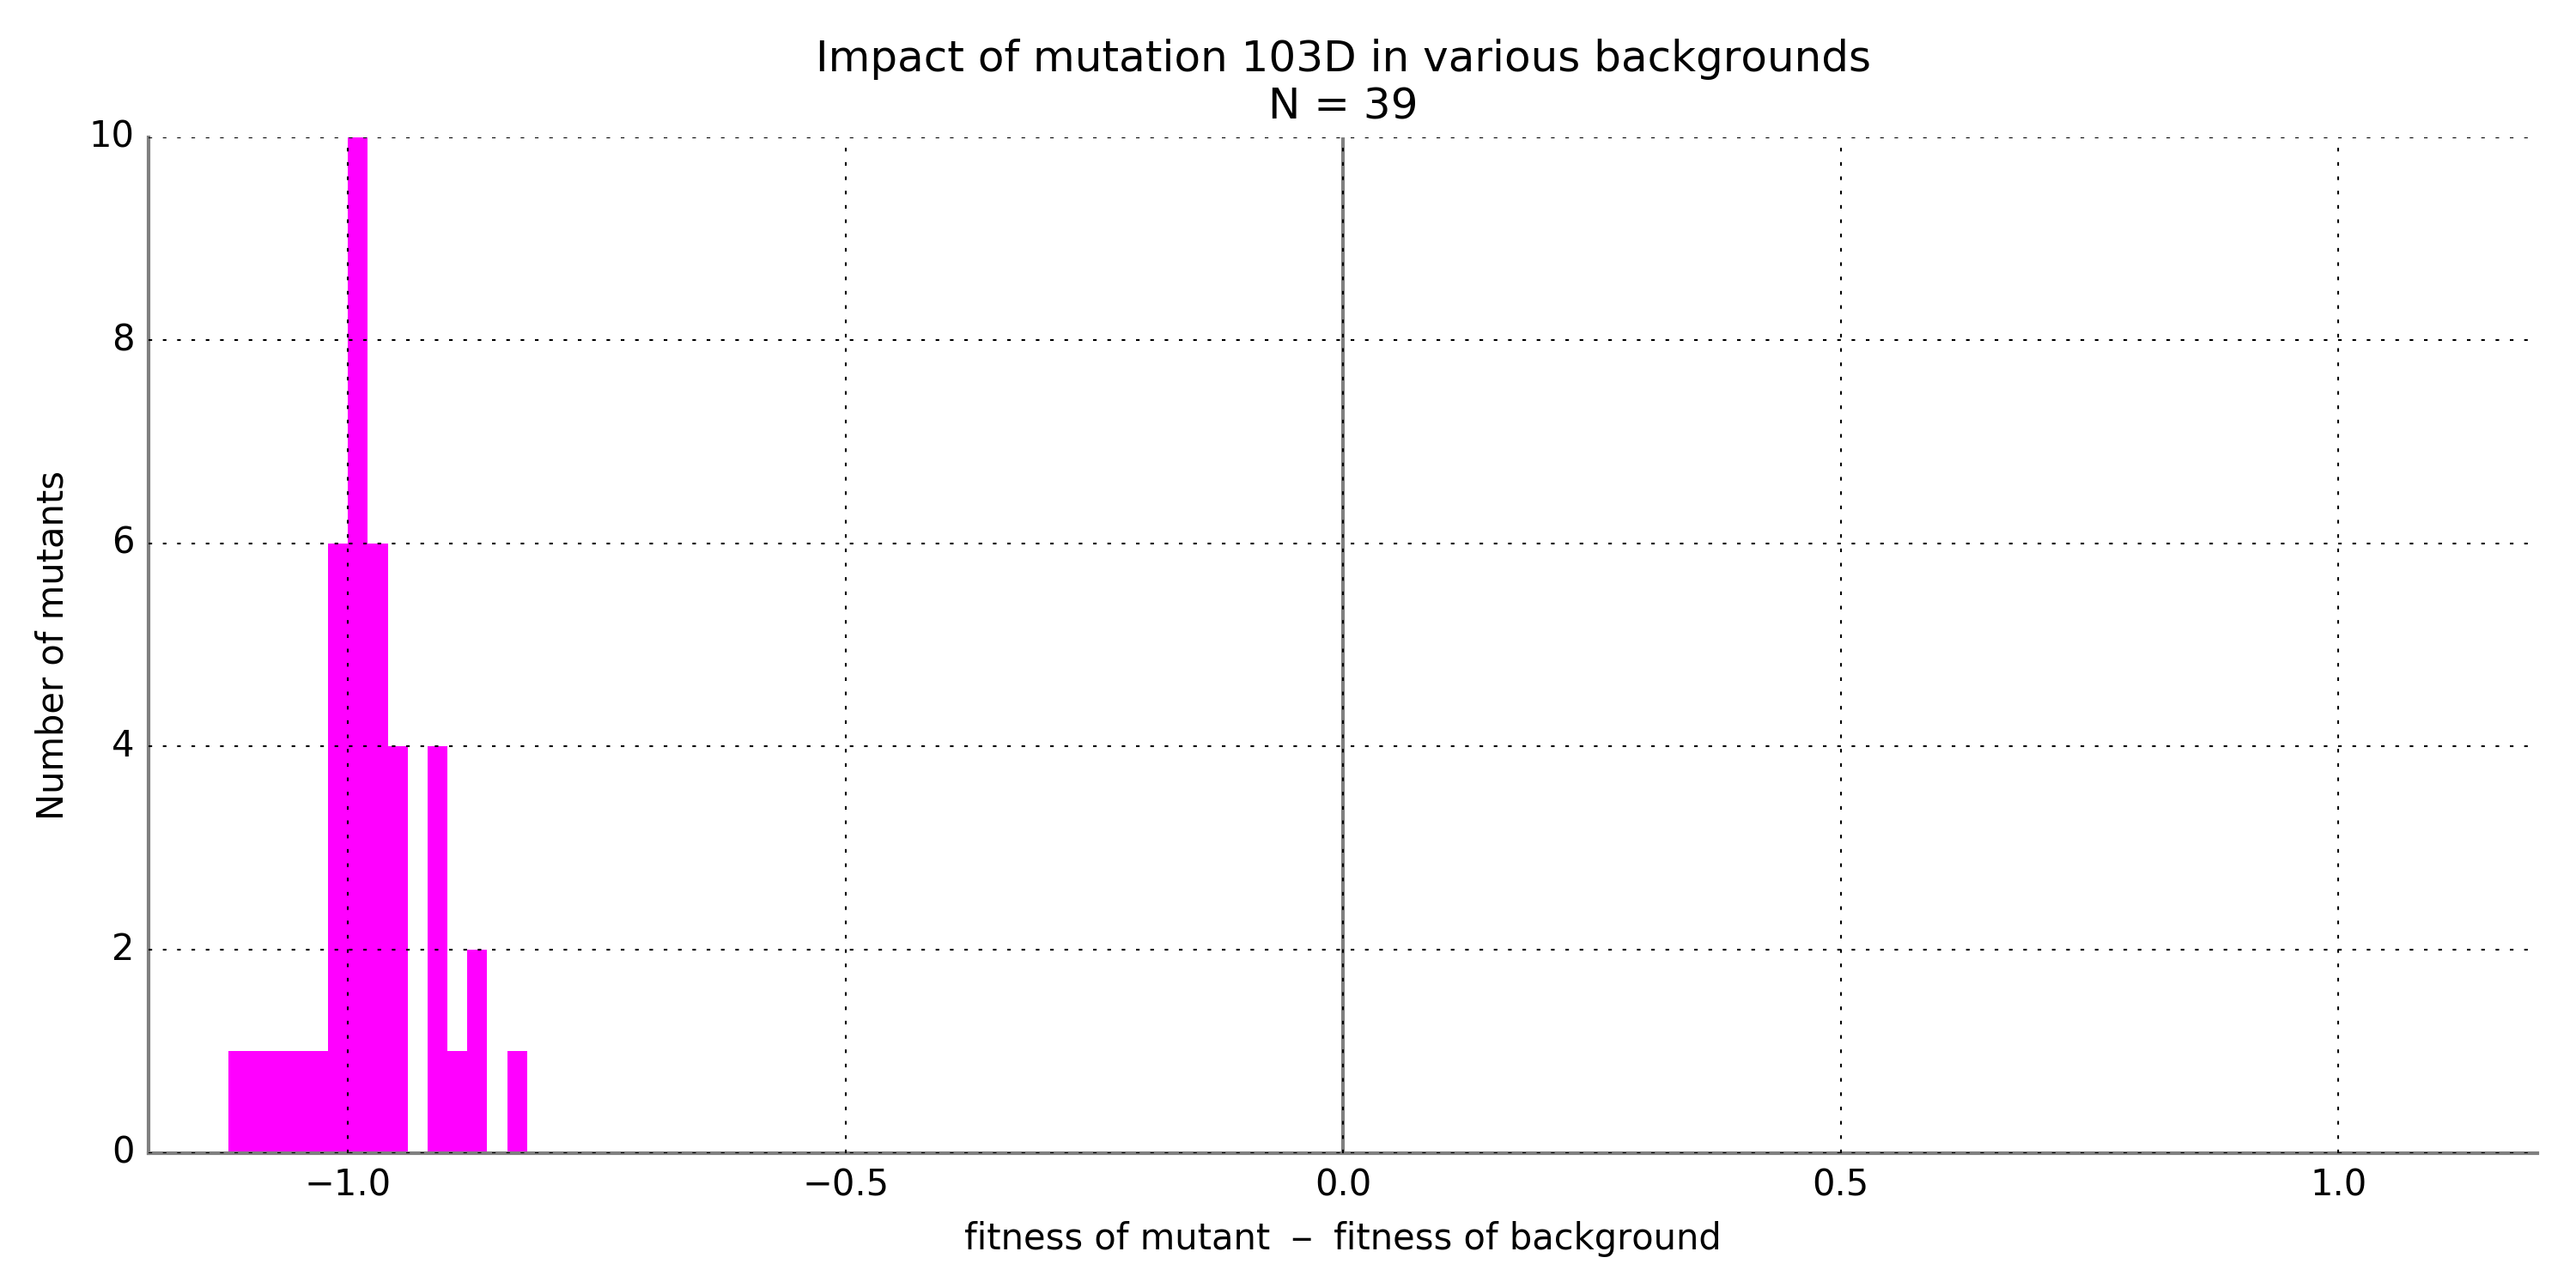 Impact of mutation 103D in various backgrounds
N = 39
10
8
6
4
2
0
Number of mutants
−1.0 −0.5 0.0 0.5 1.0
fitness of mutant – fitness of background